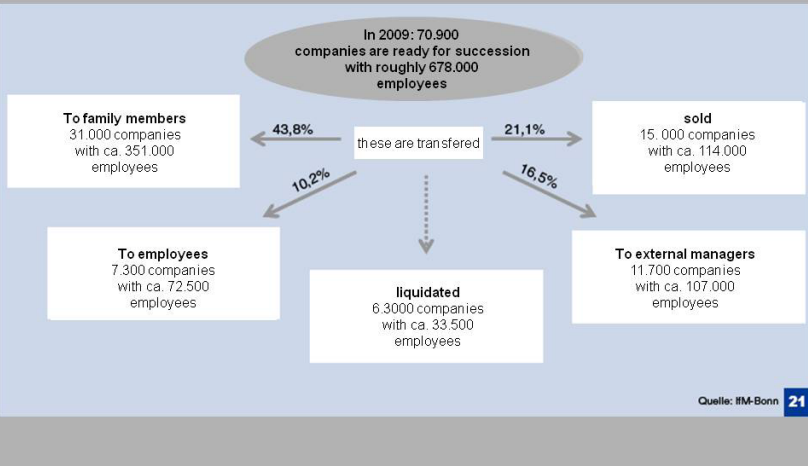 In 2009: 70.900
companies are ready for succession
with roughly 678.000
employees
To family members
31.000 companies
with ca. 351.000
employees
43,8%
these are transfered
21,1%
sold
15. 000 companies
with ca. 114.000
employees
10,2%
16,5%
To employees
7.300 companies
with ca. 72.500
employees
liquidated
6.3000 companies
with ca. 33.500
employees
To external managers
11.700 companies
with ca. 107.000
employees
Quelle: IfM-Bonn
21